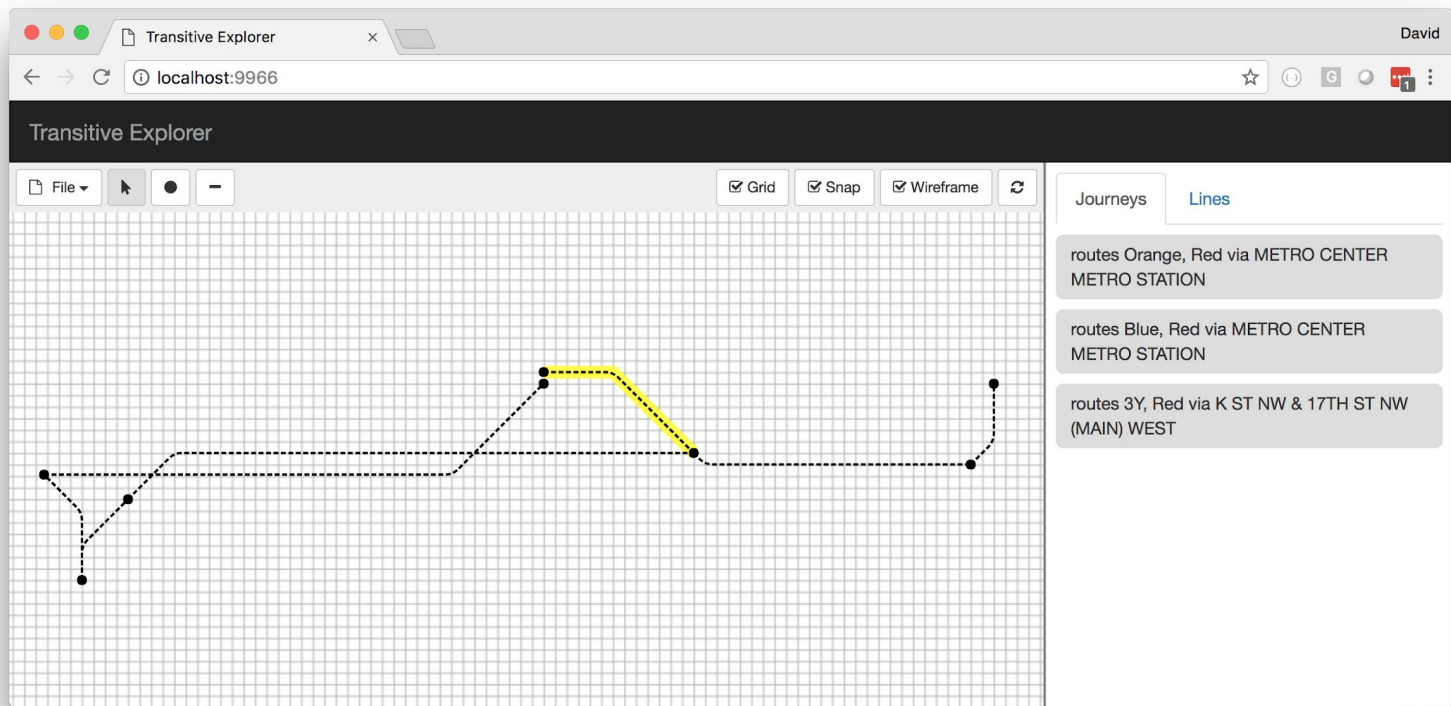 Transitive Explorer
David
localhost:9966
G
1
Transitive Explorer
File
Grid
Snap
Wireframe
Journeys
Lines
routes Orange, Red via METRO CENTER
METRO STATION
routes Blue, Red via METRO CENTER
METRO STATION
routes 3Y, Red via K ST NW & 17TH ST NW
(MAIN) WEST